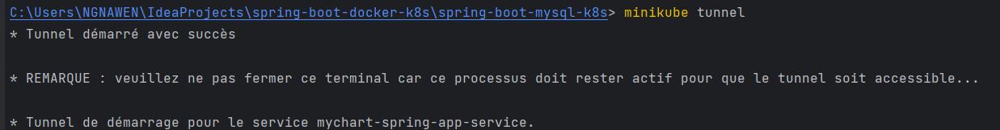 C:\Users\NGNAWEN\IdeaProjects\spring-boot-docker-k8s\spring-boot-mysql-k8s> minikube tunnel
* Tunnel démarré avec succès
* REMARQUE : veuillez ne pas fermer ce terminal car ce processus doit rester actif pour que le tunnel soit accessible...
* Tunnel de démarrage pour le service mychart-spring-app-service.